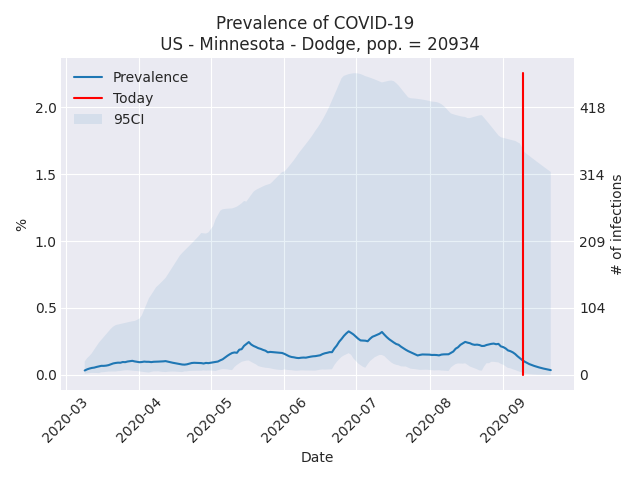 Prevalence of COVID-19
US - Minnesota - Dodge, pop. = 20934
Prevalence
Today
95CI
2.0
1.5
1.0
0.5
0.0
%
418
314
209
104
0
# of infections
2020-03
2020-04
2020-05
2020-06
2020-07
2020-08
2020-09
Date